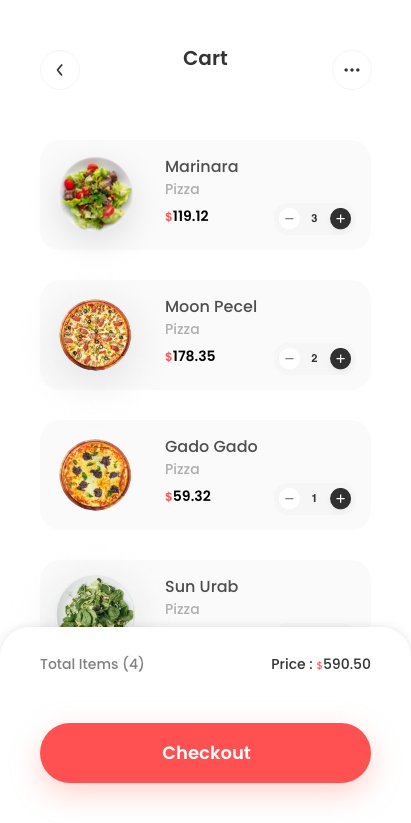 Cart
Marinara
Pizza
$119.12
3
Moon Pecel
Pizza
$178.35
2
Gado Gado
Pizza
$59.32
1
Sun Urab
Pizza
Total Items (4)
Price : $590.50
Checkout